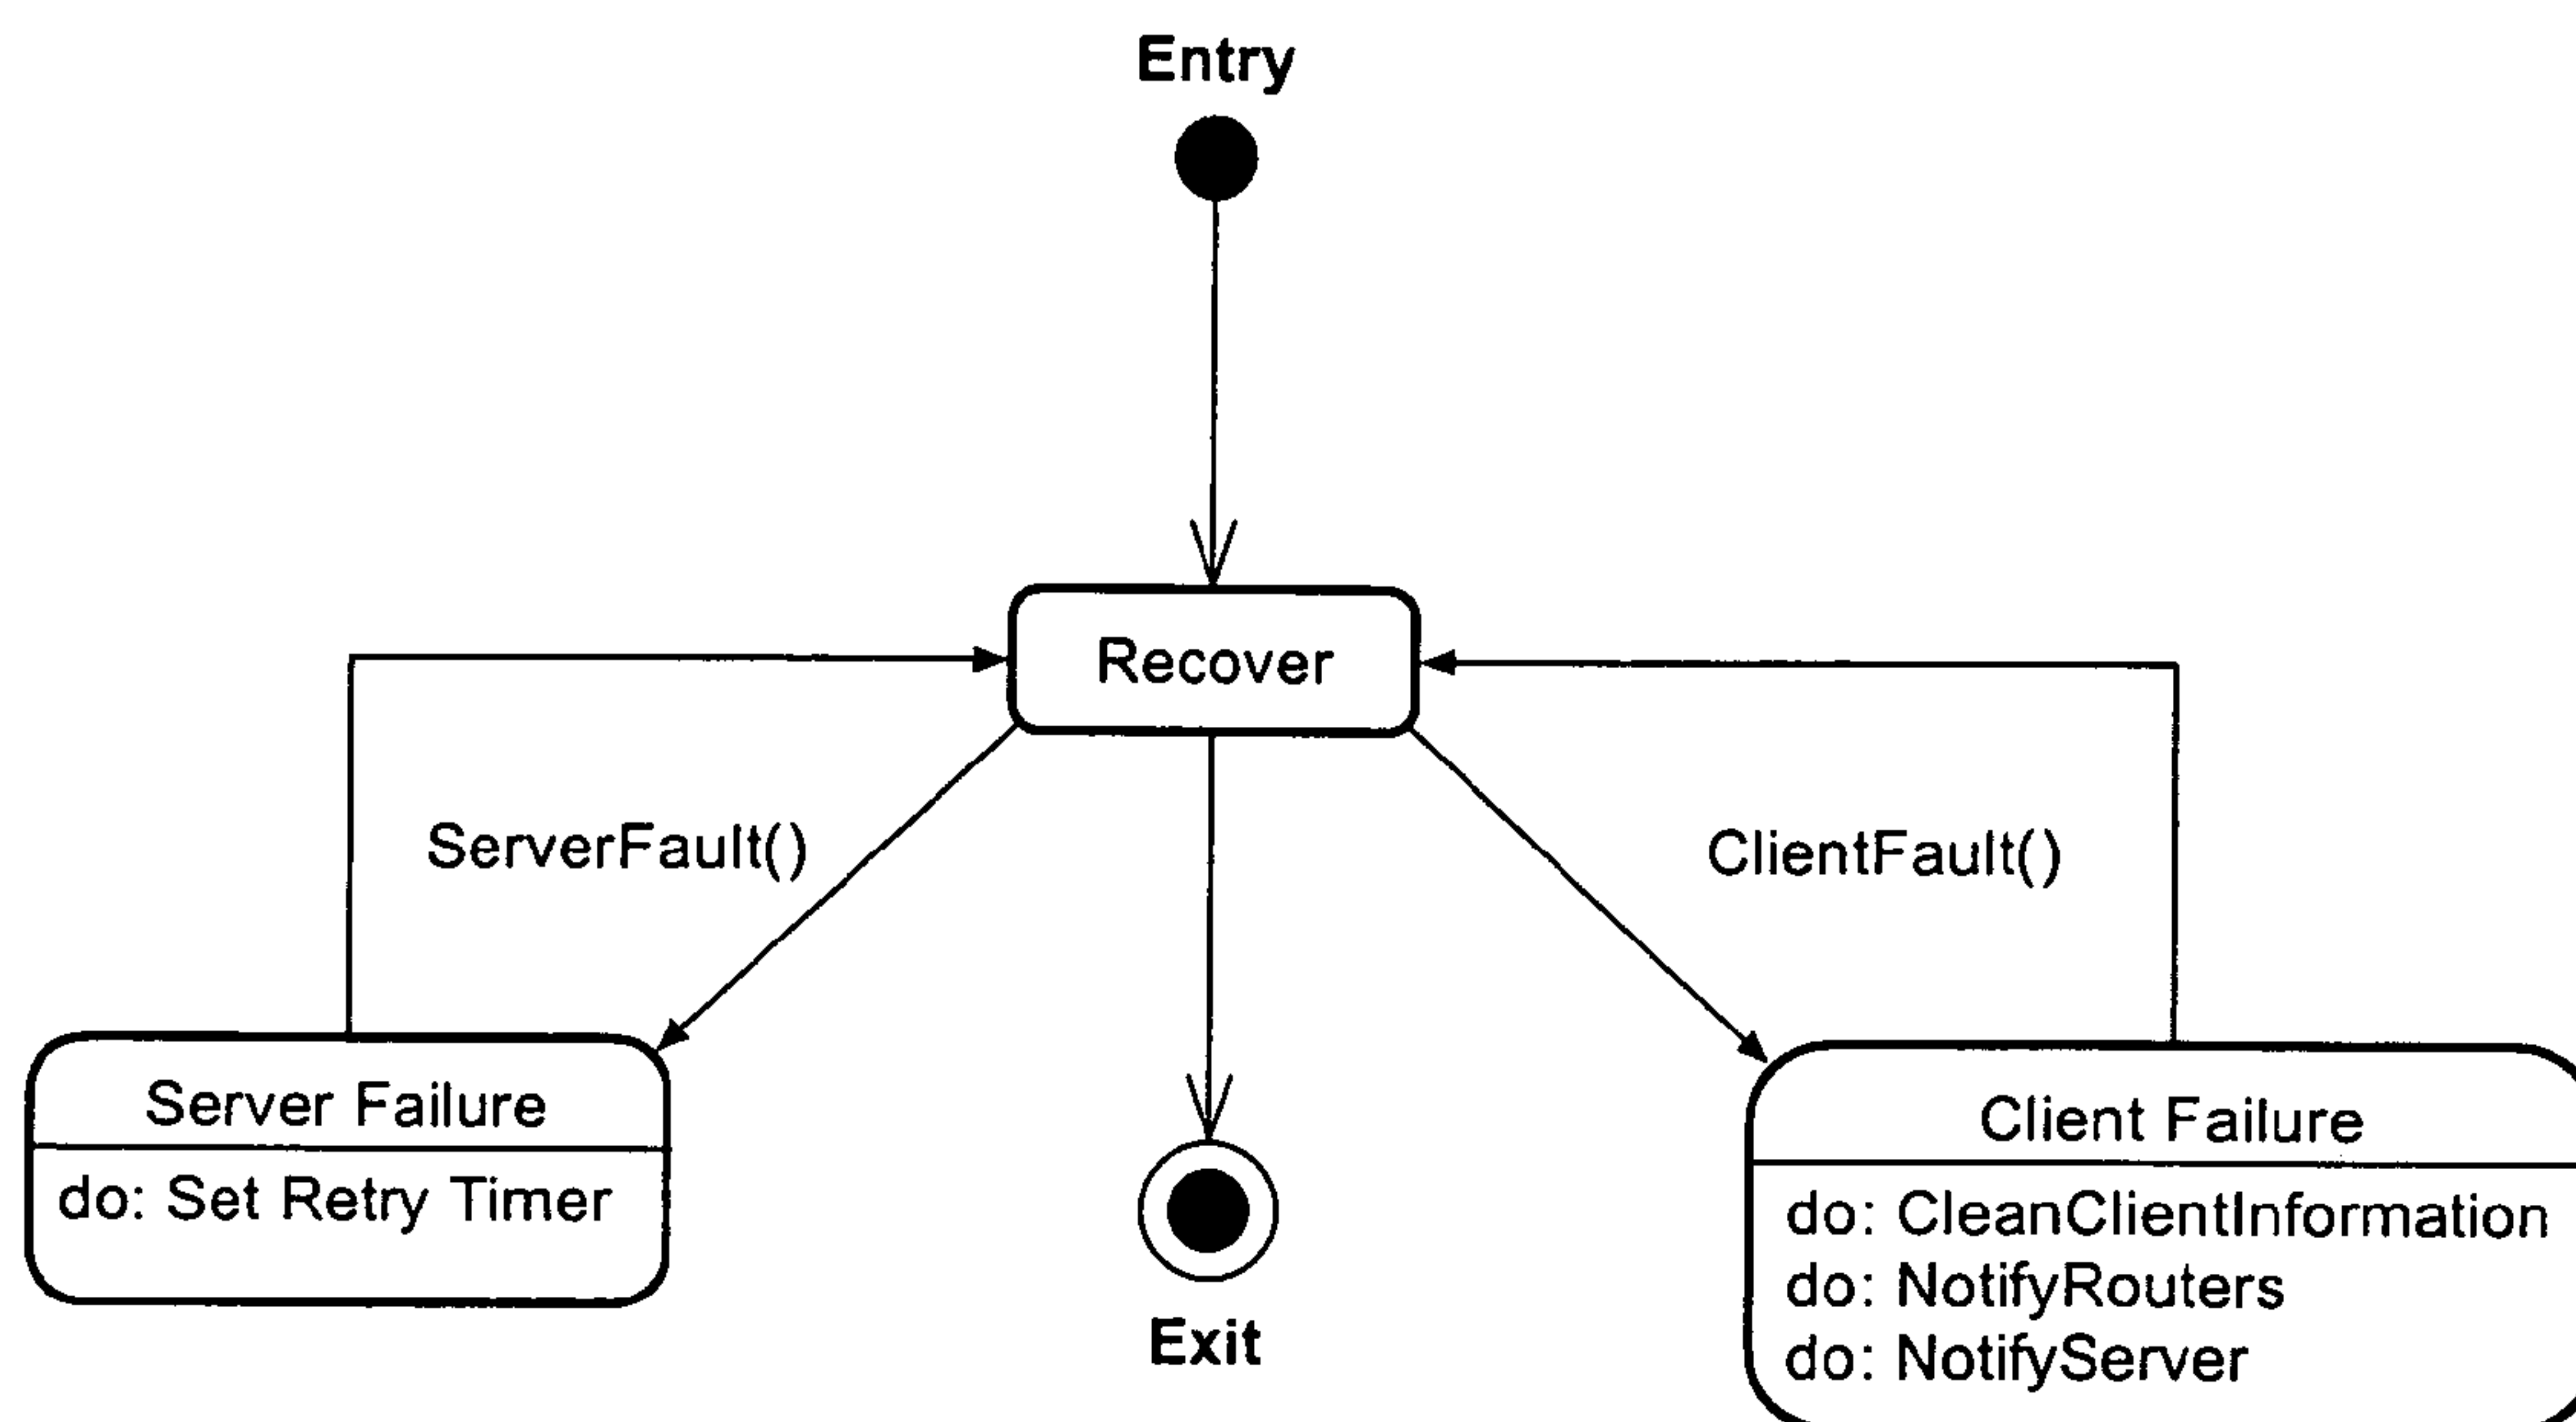 Entry
Recover
ServerFault()
ClientFault()
Server Failure
do: Set Retry Timer
Client Failure
do: CleanClientInformation
do: NotifyRouters
do: NotifyServer
Exit